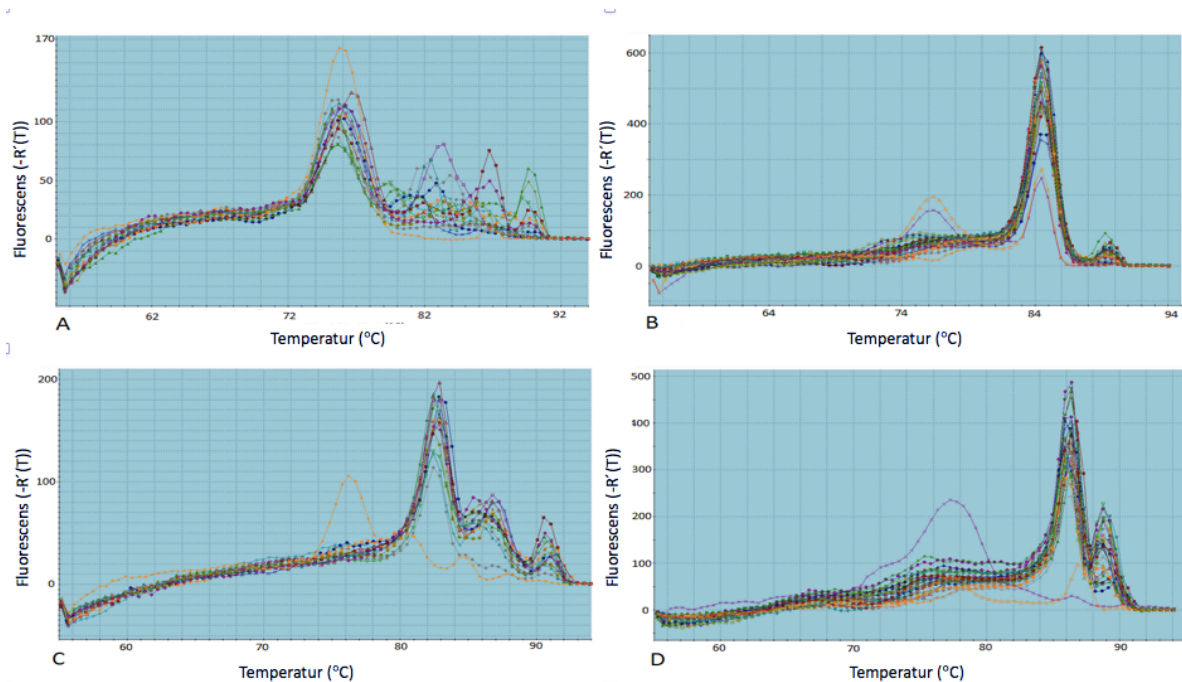 170
100
50
0
Fluorescens (-R´(T))
62
72
82
92
A
Temperatur (°C)
600
400
200
0
Fluorescens (-R´(T))
64
74
84
94
B
Temperatur (°C)
200
100
0
Fluorescens (-R´(T))
60
70
80
90
C
Temperatur (°C)
500
400
300
200
100
0
Fluorescens (-R´(T))
60
70
80
90
D
Temperatur (°C)